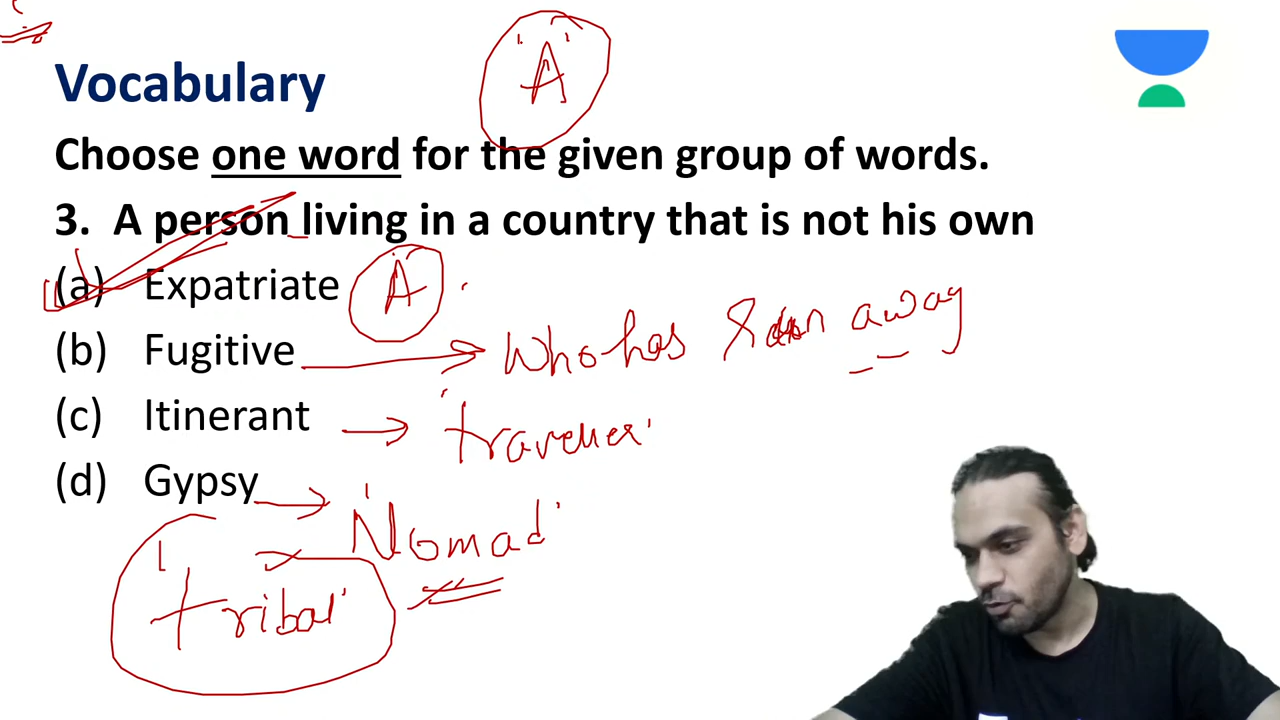 Vocabulary
A
Choose one word for the given group of words.
3. A person living in a country that is not his own
(a) Expatriate A
(b) Fugitive → Who has run away
(c) Itinerant → 'traveller'
(d) Gypsy → 'Nomad'
'tribal'